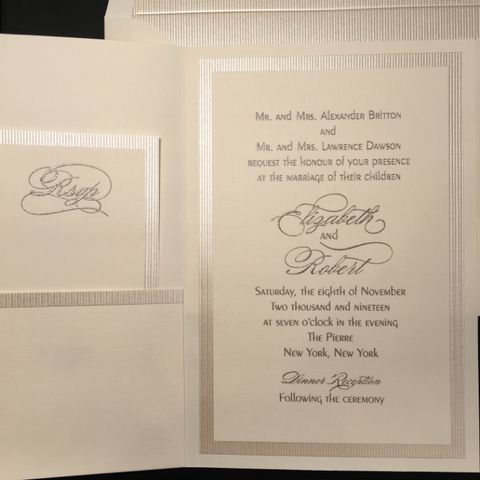 Rsvp
Mr. and Mrs. Alexander Britton
and
Mr. and Mrs. Lawrence Dawson
request the honour of your presence
at the marriage of their children
Elizabeth
and
Robert
Saturday, the eighth of November
Two thousand and nineteen
at seven o'clock in the evening
The Pierre
New York, New York
Dinner Reception
Following the ceremony